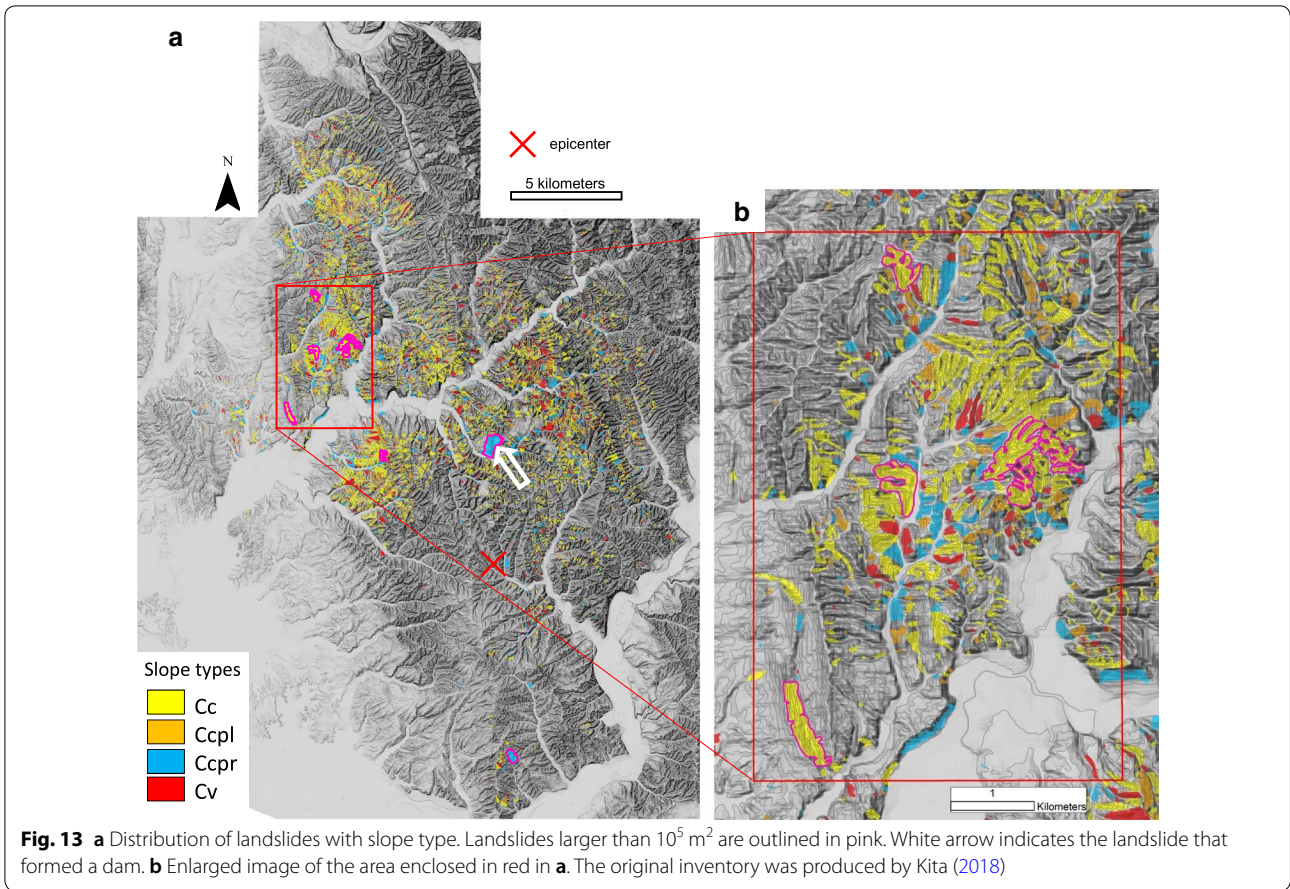 a
epicenter
N
5 kilometers
b
Slope types
Cc
Ccpl
Ccpr
Cv
1
Kilometers
Fig. 13 a Distribution of landslides with slope type. Landslides larger than 10⁵ m² are outlined in pink. White arrow indicates the landslide that
formed a dam. b Enlarged image of the area enclosed in red in a. The original inventory was produced by Kita (2018)